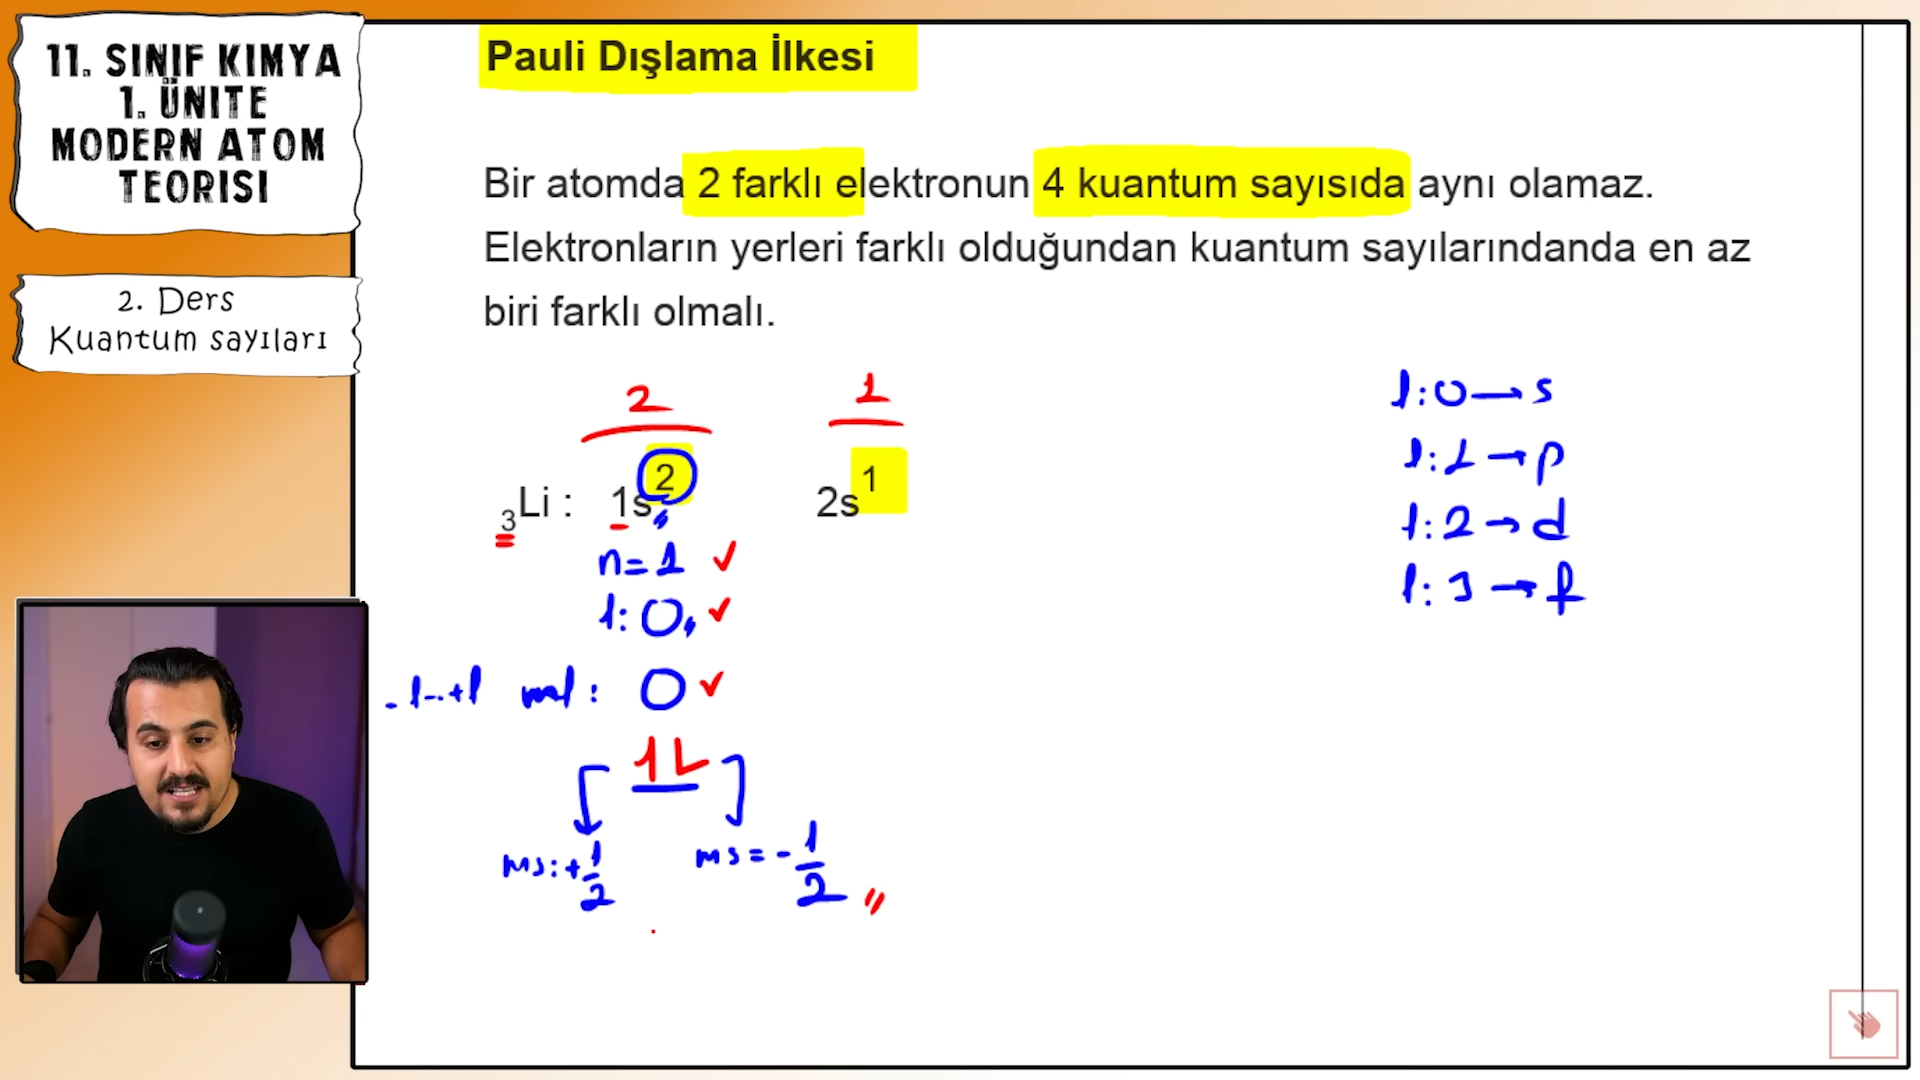 11. SINIF KIMYA
1. ÜNITE
MODERN ATOM
TEORISI
2. Ders
Kuantum sayıları
Pauli Dışlama İlkesi
Bir atomda 2 farklı elektronun 4 kuantum sayısıda aynı olamaz.
Elektronların yerleri farklı olduğundan kuantum sayılarındanda en az
biri farklı olmalı.
2 1
₃Li : 1s² 2s¹
n=1
l: 0
-l..+l ml: 0
1L
ms:+1/2 ms=-1/2
l:0→s
l:1→p
l:2→d
l:3→f